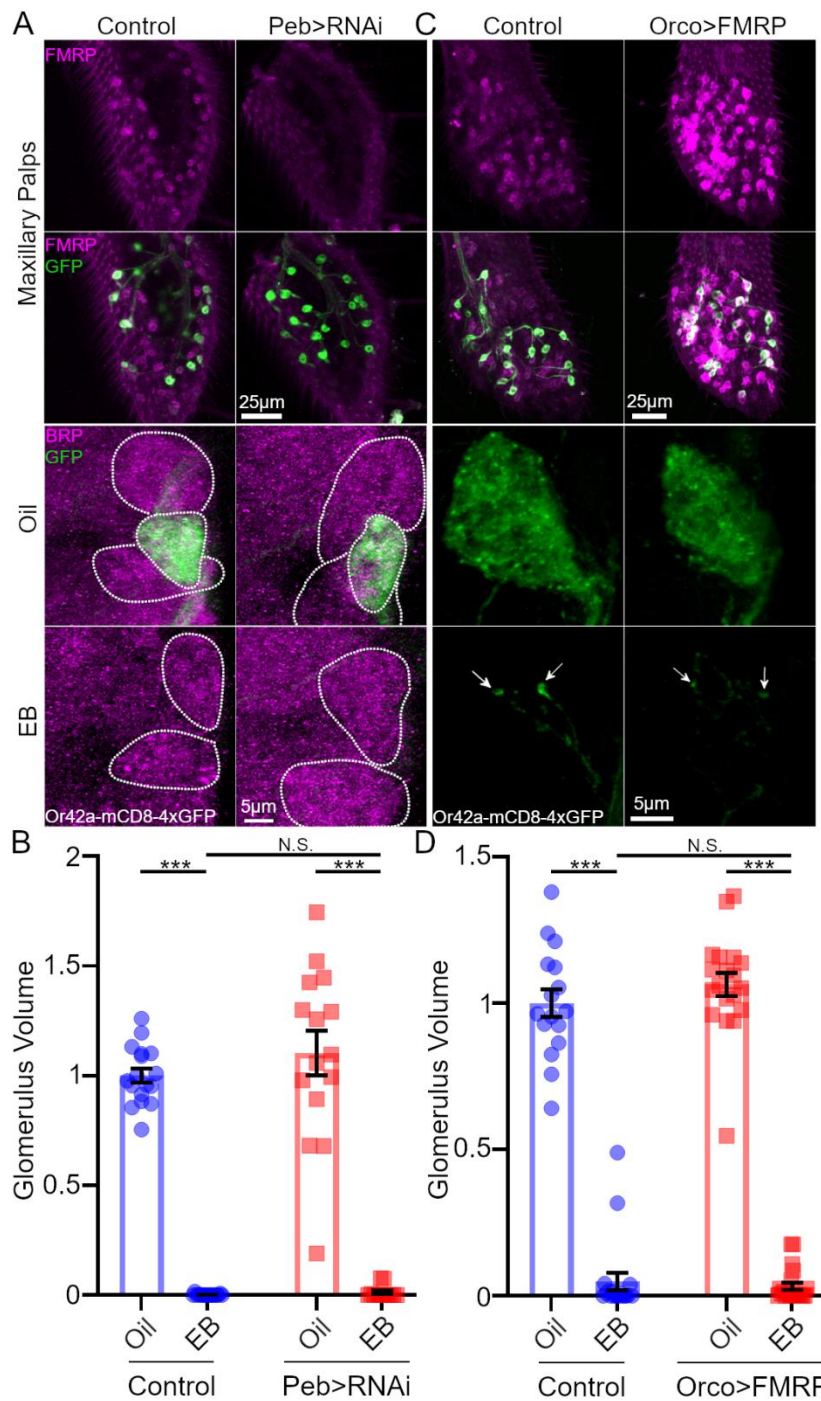 A
Control
Peb>RNAi
C
Control
Orco>FMRP
Maxillary Palps
FMRP
FMRP
GFP
25µm
25µm
Oil
BRP
GFP
EB
Or42a-mCD8-4xGFP
5µm
Or42a-mCD8-4xGFP
5µm
B
Glomerulus Volume
2
1.5
1
0.5
0
***
N.S.
***
Oil
EB
Oil
EB
Control
Peb>RNAi
D
Glomerulus Volume
1.5
1
0.5
0
***
N.S.
***
Oil
EB
Oil
EB
Control
Orco>FMRP